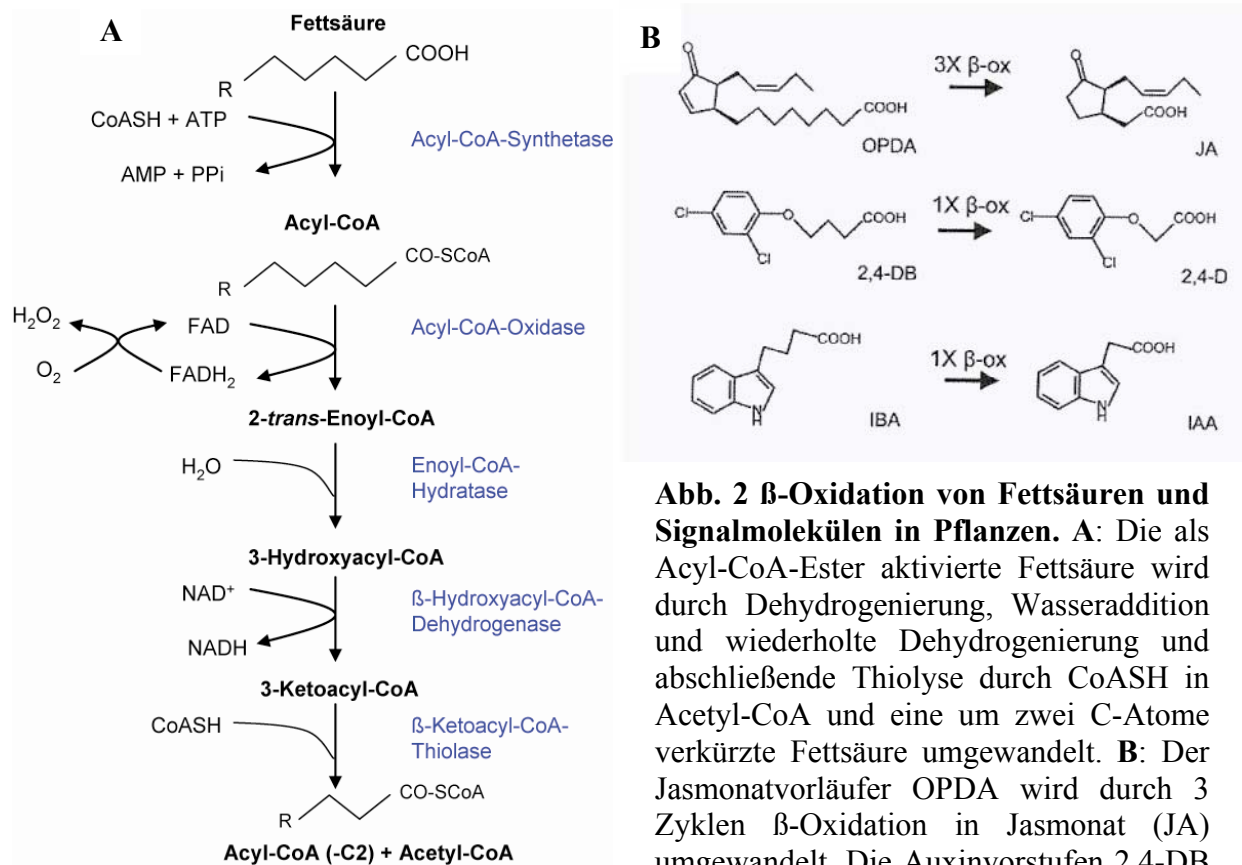 A
Fettsäure
COOH
R
CoASH + ATP
Acyl-CoA-Synthetase
AMP + PPi
Acyl-CoA
CO-SCoA
R
H₂O₂
FAD
Acyl-CoA-Oxidase
O₂
FADH₂
2-trans-Enoyl-CoA
H₂O
Enoyl-CoA-
Hydratase
3-Hydroxyacyl-CoA
NAD⁺
ß-Hydroxyacyl-CoA-
Dehydrogenase
NADH
3-Ketoacyl-CoA
CoASH
ß-Ketoacyl-CoA-
Thiolase
CO-SCoA
R
Acyl-CoA (-C2) + Acetyl-CoA
B
O
COOH
OPDA
3X β-ox
O
COOH
JA
Cl
O
COOH
Cl
2,4-DB
1X β-ox
Cl
O
COOH
Cl
2,4-D
COOH
N
H
IBA
1X β-ox
COOH
N
H
IAA
Abb. 2 ß-Oxidation von Fettsäuren und
Signalmolekülen in Pflanzen. A: Die als
Acyl-CoA-Ester aktivierte Fettsäure wird
durch Dehydrogenierung, Wasseraddition
und wiederholte Dehydrogenierung und
abschließende Thiolyse durch CoASH in
Acetyl-CoA und eine um zwei C-Atome
verkürzte Fettsäure umgewandelt. B: Der
Jasmonatvorläufer OPDA wird durch 3
Zyklen ß-Oxidation in Jasmonat (JA)
umgewandelt. Die Auxinvorstufen 2,4-DB